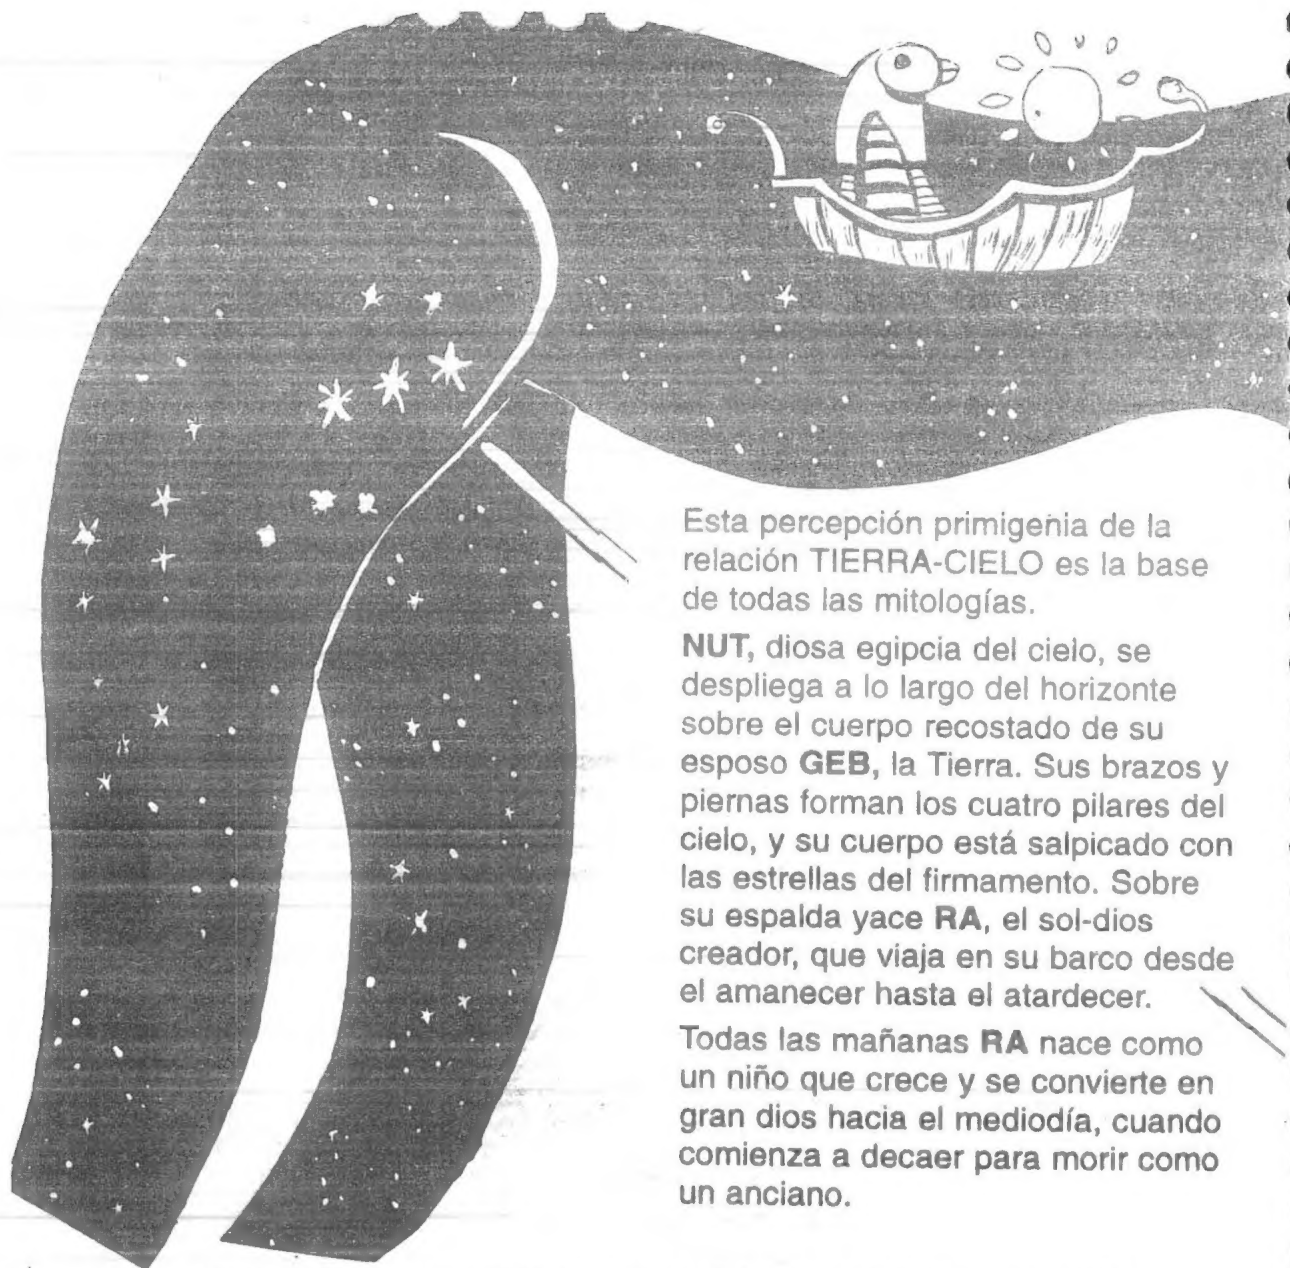 Esta percepción primigenia de la
relación TIERRA-CIELO es la base
de todas las mitologías.
NUT, diosa egipcia del cielo, se
despliega a lo largo del horizonte
sobre el cuerpo recostado de su
esposo GEB, la Tierra. Sus brazos y
piernas forman los cuatro pilares del
cielo, y su cuerpo está salpicado con
las estrellas del firmamento. Sobre
su espalda yace RA, el sol-dios
creador, que viaja en su barco desde
el amanecer hasta el atardecer.
Todas las mañanas RA nace como
un niño que crece y se convierte en
gran dios hacia el mediodía, cuando
comienza a decaer para morir como
un anciano.